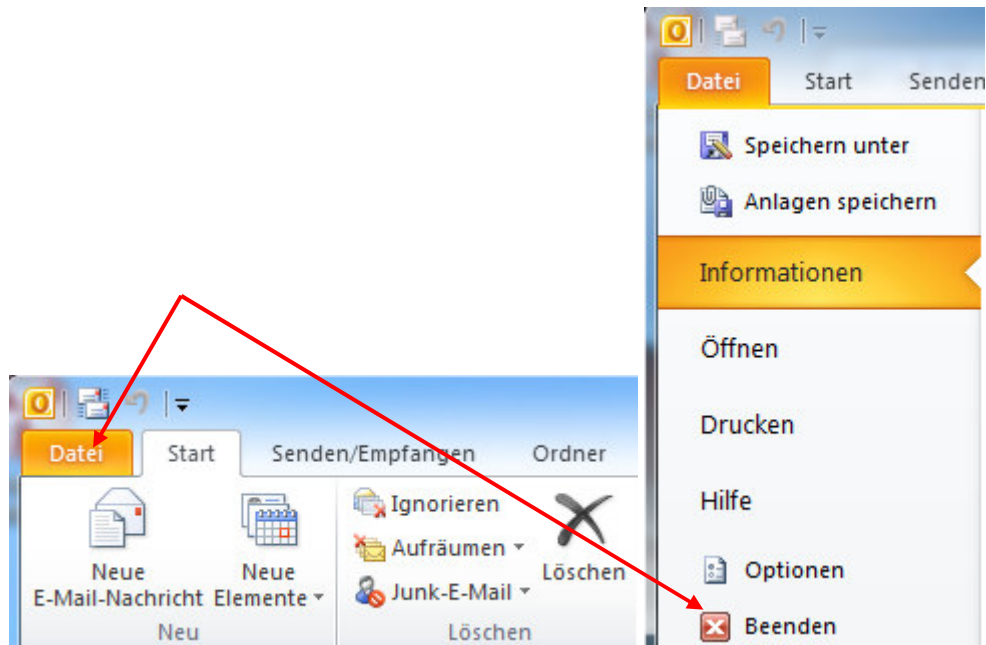 Datei Start Senden
Speichern unter
Anlagen speichern
Informationen
Öffnen
Drucken
Hilfe
Optionen
Beenden
Datei Start Senden/Empfangen Ordner
Neue
E-Mail-Nachricht
Neue
Elemente
Neu
Ignorieren
Aufräumen
Junk-E-Mail
Löschen
Löschen